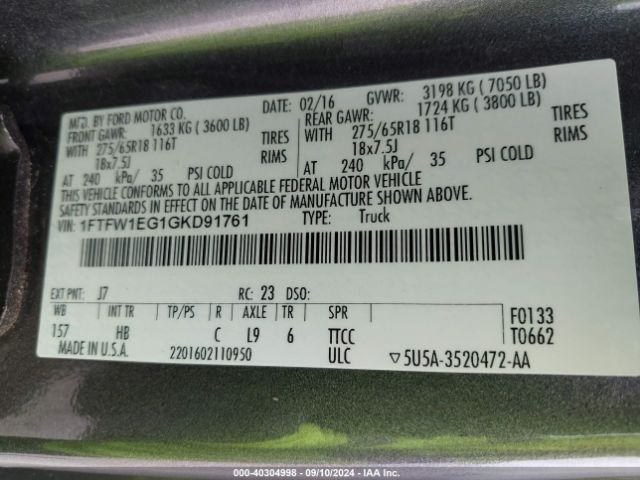 MFD. BY FORD MOTOR CO. DATE: 02/16 GVWR: 3198 KG ( 7050 LB)
FRONT GAWR: 1633 KG ( 3600 LB) REAR GAWR: 1724 KG ( 3800 LB)
WITH 275/65R18 116T TIRES WITH 275/65R18 116T TIRES
18x7.5J RIMS 18x7.5J RIMS
AT 240 kPa/ 35 PSI COLD AT 240 kPa/ 35 PSI COLD
THIS VEHICLE CONFORMS TO ALL APPLICABLE FEDERAL MOTOR VEHICLE
SAFETY STANDARDS IN EFFECT ON THE DATE OF MANUFACTURE SHOWN ABOVE.
VIN: 1FTFW1EG1GKD91761 TYPE: Truck
EXT PNT: J7 RC: 23 DSO:
WB INT TR TP/PS R AXLE TR SPR F0133
157 HB C L9 6 TTCC T0662
MADE IN U.S.A. 2201602110950 ULC ▽5U5A-3520472-AA
000-40304998 - 09/10/2024 - IAA Inc.